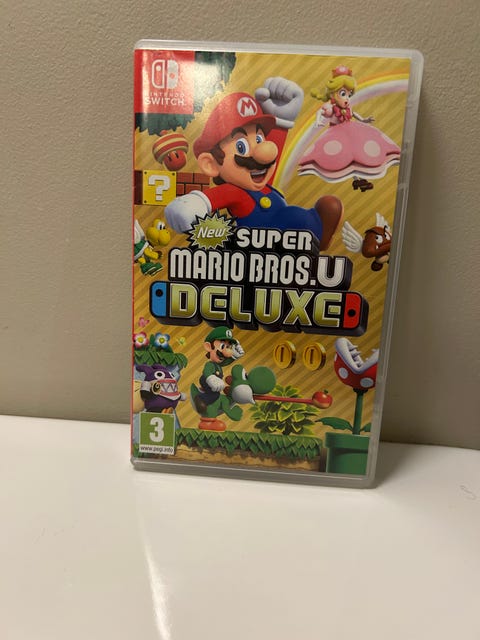 NINTENDO
SWITCH
?
M
New
SUPER
MARIO BROS.U
DELUXE
3
www.pegi.info